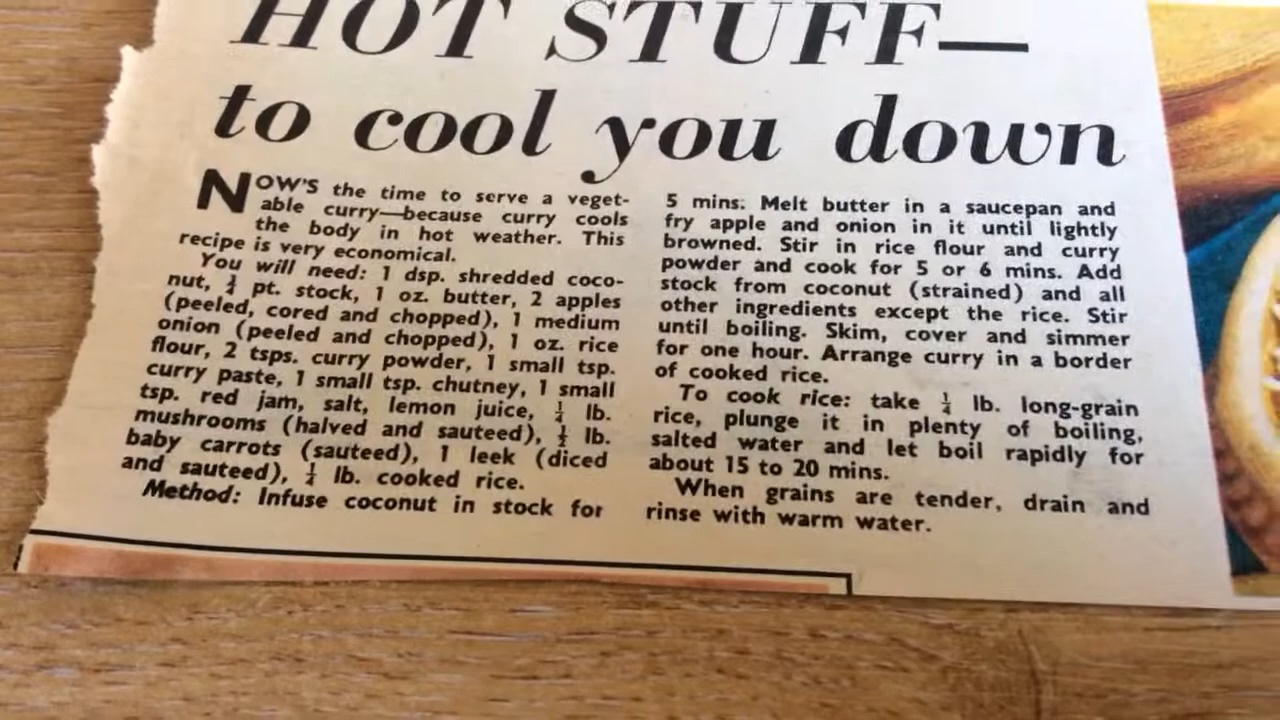 HOT STUFF—
to cool you down
NOW'S the time to serve a veget-
able curry—because curry cools
the body in hot weather. This
recipe is very economical.
You will need: 1 dsp. shredded coco-
nut, pt. stock, 1 oz. butter, 2 apples
(peeled, cored and chopped), 1 medium
onion (peeled and chopped), 1 oz. rice
flour, 2 tsps. curry powder, 1 small tsp.
curry paste, 1 small tsp. chutney, 1 small
tsp. red jam, salt, lemon juice, ¼ lb.
mushrooms (halved and sauteed), lb.
baby carrots (sauteed), 1 leek (diced
and sauteed), lb. cooked rice.
Method: Infuse coconut in stock for
5 mins. Melt butter in a saucepan and
fry apple and onion in it until lightly
browned. Stir in rice flour and curry
powder and cook for 5 or 6 mins. Add
stock from coconut (strained) and all
other ingredients except the rice. Stir
until boiling. Skim, cover and simmer
for one hour. Arrange curry in a border
of cooked rice.
To cook rice: take ¼ lb. long-grain
rice, plunge it in plenty of boiling,
salted water and let boil rapidly for
about 15 to 20 mins.
When grains are tender, drain and
rinse with warm water.